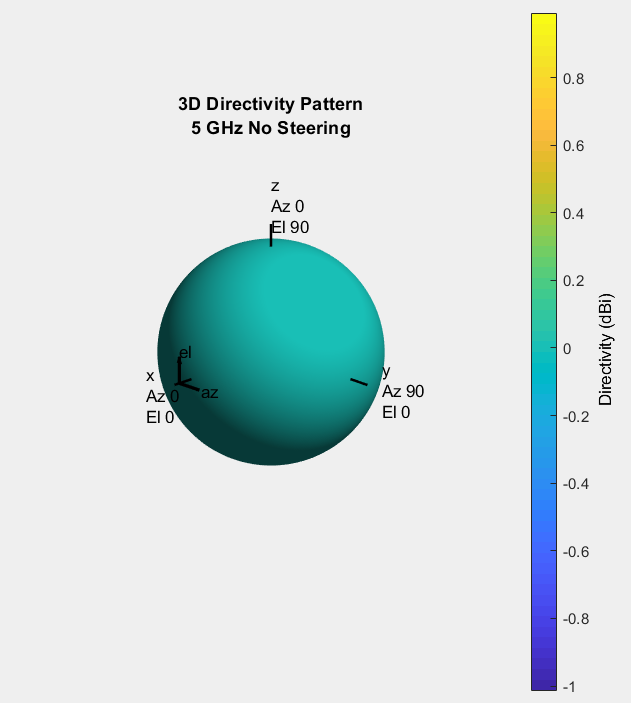 3D Directivity Pattern
5 GHz No Steering
z
Az 0
El 90
el
x
az
Az 0
El 0
y
Az 90
El 0
0.8
0.6
0.4
0.2
0
-0.2
-0.4
-0.6
-0.8
-1
Directivity (dBi)